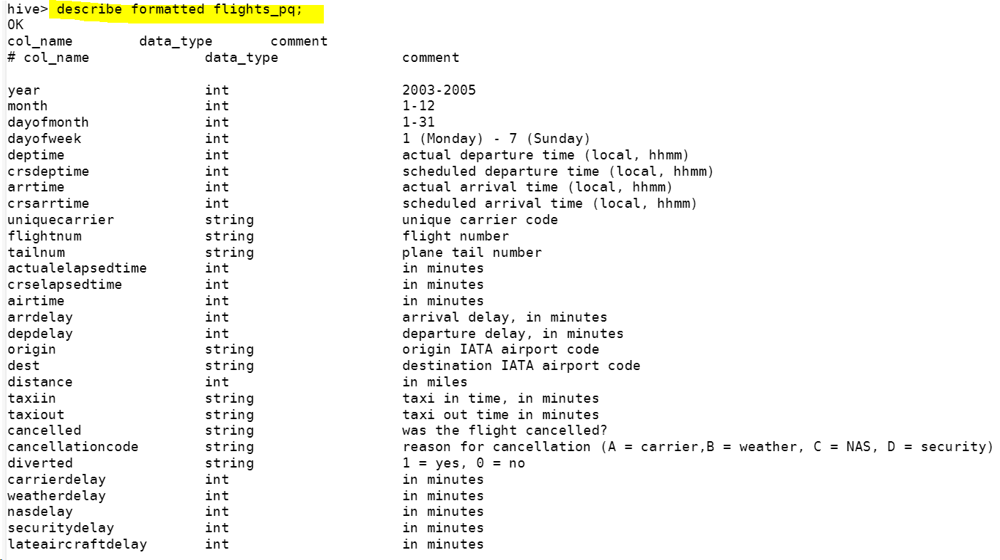 hive> describe formatted flights_pq;
OK
col_name data_type comment
# col_name data_type comment
year int 2003-2005
month int 1-12
dayofmonth int 1-31
dayofweek int 1 (Monday) - 7 (Sunday)
deptime int actual departure time (local, hhmm)
crsdeptime int scheduled departure time (local, hhmm)
arrtime int actual arrival time (local, hhmm)
crsarrtime int scheduled arrival time (local, hhmm)
uniquecarrier string unique carrier code
flightnum string flight number
tailnum string plane tail number
actualelapsedtime int in minutes
crselapsedtime int in minutes
airtime int in minutes
arrdelay int arrival delay, in minutes
depdelay int departure delay, in minutes
origin string origin IATA airport code
dest string destination IATA airport code
distance int in miles
taxiin string taxi in time, in minutes
taxiout string taxi out time in minutes
cancelled string was the flight cancelled?
cancellationcode string reason for cancellation (A = carrier,B = weather, C = NAS, D = security)
diverted string 1 = yes, 0 = no
carrierdelay int in minutes
weatherdelay int in minutes
nasdelay int in minutes
securitydelay int in minutes
lateaircraftdelay int in minutes